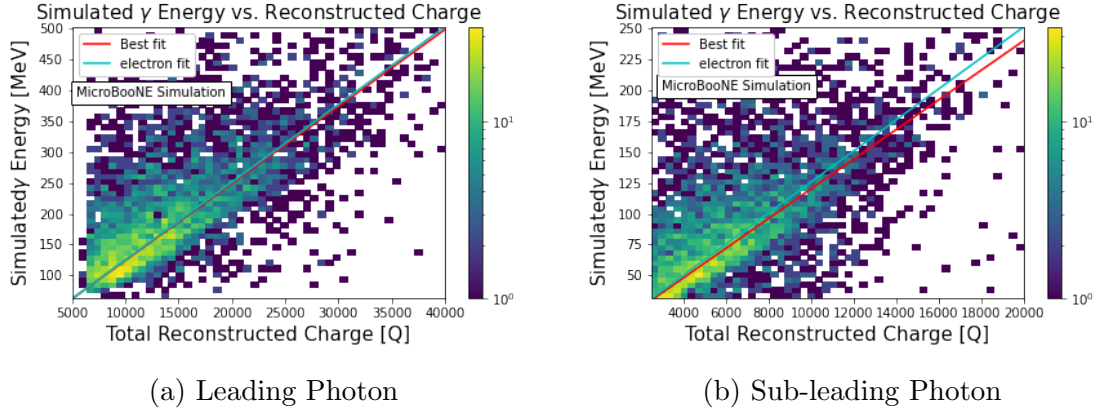 Simulated γ Energy vs. Reconstructed Charge
Simulatedγ Energy [MeV]
500
450
400
350
300
250
200
150
100
Best fit
electron fit
MicroBooNE Simulation
5000 10000 15000 20000 25000 30000 35000 40000
Total Reconstructed Charge [Q]
10¹
10⁰
(a) Leading Photon
Simulated γ Energy vs. Reconstructed Charge
Simulatedγ Energy [MeV]
250
225
200
175
150
125
100
75
50
Best fit
electron fit
MicroBooNE Simulation
4000 6000 8000 10000 12000 14000 16000 18000 20000
Total Reconstructed Charge [Q]
10¹
10⁰
(b) Sub-leading Photon